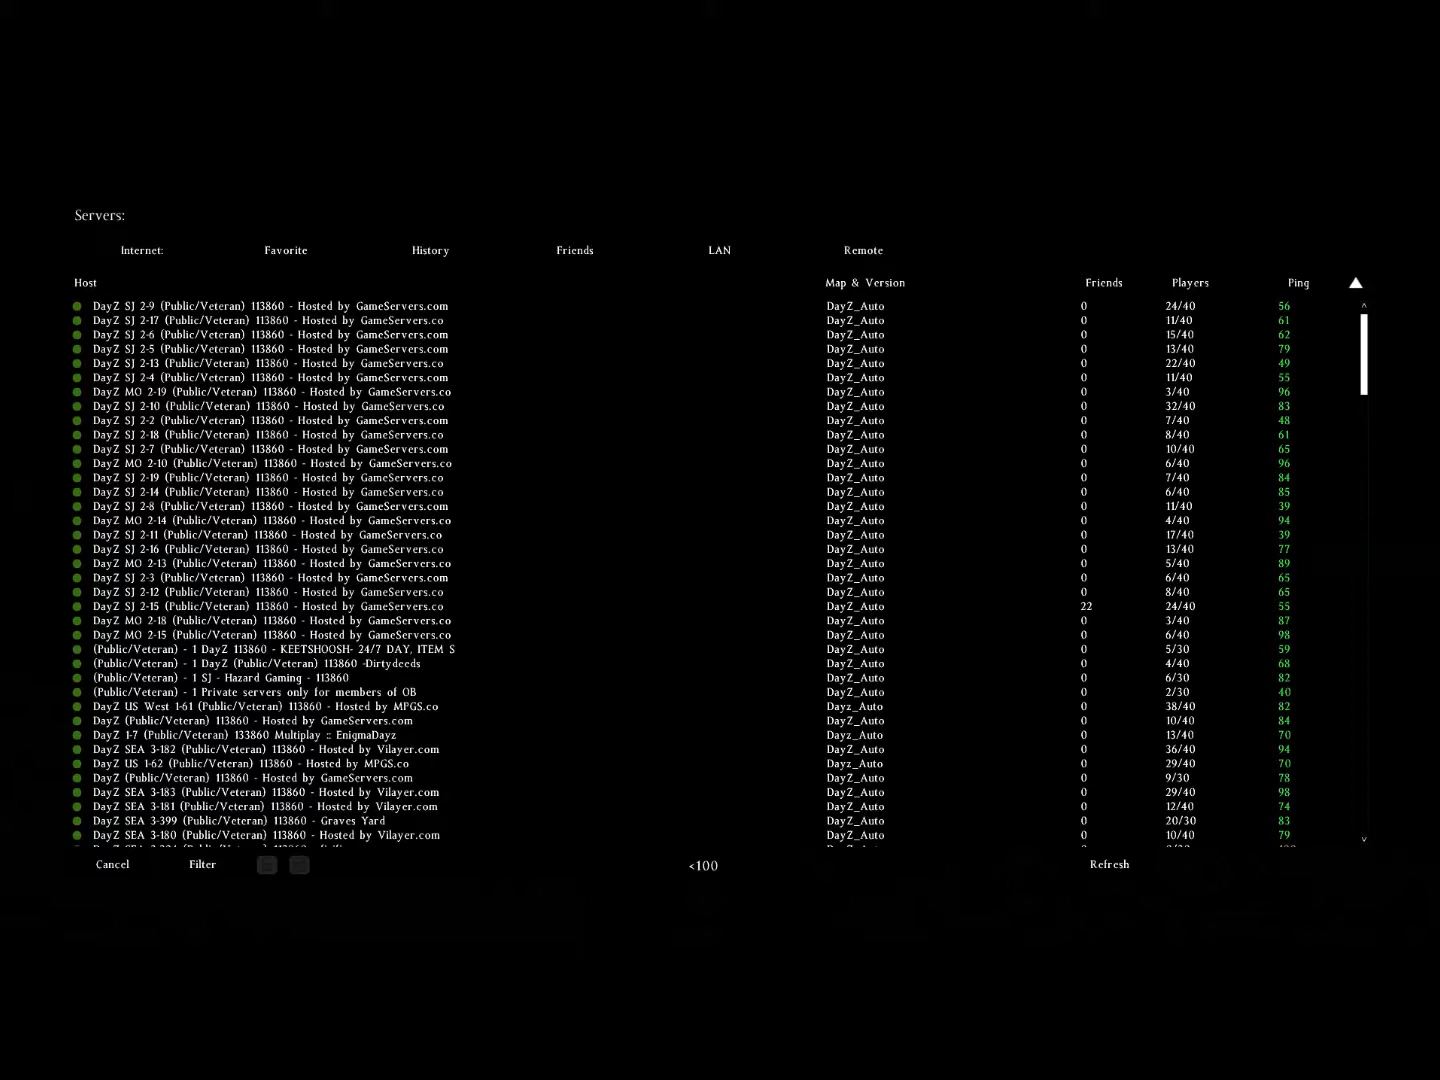 Servers:
Internet: Favorite History Friends LAN Remote
Host Map & Version Friends Players Ping
DayZ SJ 2-9 (Public/Veteran) 113860 - Hosted by GameServers.com DayZ_Auto 0 24/40 56
DayZ SJ 2-17 (Public/Veteran) 113860 - Hosted by GameServers.co DayZ_Auto 0 11/40 61
DayZ SJ 2-6 (Public/Veteran) 113860 - Hosted by GameServers.com DayZ_Auto 0 15/40 62
DayZ SJ 2-5 (Public/Veteran) 113860 - Hosted by GameServers.com DayZ_Auto 0 13/40 79
DayZ SJ 2-13 (Public/Veteran) 113860 - Hosted by GameServers.co DayZ_Auto 0 22/40 49
DayZ SJ 2-4 (Public/Veteran) 113860 - Hosted by GameServers.com DayZ_Auto 0 11/40 55
DayZ MO 2-19 (Public/Veteran) 113860 - Hosted by GameServers.co DayZ_Auto 0 3/40 96
DayZ SJ 2-10 (Public/Veteran) 113860 - Hosted by GameServers.co DayZ_Auto 0 32/40 83
DayZ SJ 2-2 (Public/Veteran) 113860 - Hosted by GameServers.com DayZ_Auto 0 7/40 48
DayZ SJ 2-18 (Public/Veteran) 113860 - Hosted by GameServers.co DayZ_Auto 0 8/40 61
DayZ SJ 2-7 (Public/Veteran) 113860 - Hosted by GameServers.com DayZ_Auto 0 10/40 65
DayZ MO 2-10 (Public/Veteran) 113860 - Hosted by GameServers.co DayZ_Auto 0 6/40 96
DayZ SJ 2-19 (Public/Veteran) 113860 - Hosted by GameServers.co DayZ_Auto 0 7/40 84
DayZ SJ 2-14 (Public/Veteran) 113860 - Hosted by GameServers.co DayZ_Auto 0 6/40 85
DayZ SJ 2-8 (Public/Veteran) 113860 - Hosted by GameServers.com DayZ_Auto 0 11/40 39
DayZ MO 2-14 (Public/Veteran) 113860 - Hosted by GameServers.co DayZ_Auto 0 4/40 94
DayZ SJ 2-11 (Public/Veteran) 113860 - Hosted by GameServers.co DayZ_Auto 0 17/40 39
DayZ SJ 2-16 (Public/Veteran) 113860 - Hosted by GameServers.co DayZ_Auto 0 13/40 77
DayZ MO 2-13 (Public/Veteran) 113860 - Hosted by GameServers.co DayZ_Auto 0 5/40 89
DayZ SJ 2-3 (Public/Veteran) 113860 - Hosted by GameServers.com DayZ_Auto 0 6/40 65
DayZ SJ 2-12 (Public/Veteran) 113860 - Hosted by GameServers.co DayZ_Auto 0 8/40 65
DayZ SJ 2-15 (Public/Veteran) 113860 - Hosted by GameServers.co DayZ_Auto 22 24/40 55
DayZ MO 2-18 (Public/Veteran) 113860 - Hosted by GameServers.co DayZ_Auto 0 3/40 87
DayZ MO 2-15 (Public/Veteran) 113860 - Hosted by GameServers.co DayZ_Auto 0 6/40 98
(Public/Veteran) - 1 DayZ 113860 - KEETSHOOSH- 24/7 DAY, ITEM S DayZ_Auto 0 5/30 59
(Public/Veteran) - 1 DayZ (Public/Veteran) 113860 -Dirtydeeds DayZ_Auto 0 4/40 68
(Public/Veteran) - 1 SJ - Hazard Gaming - 113860 DayZ_Auto 0 6/30 82
(Public/Veteran) - 1 Private servers only for members of OB DayZ_Auto 0 2/30 40
DayZ US West 1-61 (Public/Veteran) 113860 - Hosted by MPGS.co Dayz_Auto 0 38/40 82
DayZ (Public/Veteran) 113860 - Hosted by GameServers.com DayZ_Auto 0 10/40 84
DayZ 1-7 (Public/Veteran) 133860 Multiplay :: EnigmaDayz Dayz_Auto 0 13/40 70
DayZ SEA 3-182 (Public/Veteran) 113860 - Hosted by Vilayer.com DayZ_Auto 0 36/40 94
DayZ US 1-62 (Public/Veteran) 113860 - Hosted by MPGS.co Dayz_Auto 0 29/40 70
DayZ (Public/Veteran) 113860 - Hosted by GameServers.com DayZ_Auto 0 9/30 78
DayZ SEA 3-183 (Public/Veteran) 113860 - Hosted by Vilayer.com DayZ_Auto 0 29/40 98
DayZ SEA 3-181 (Public/Veteran) 113860 - Hosted by Vilayer.com DayZ_Auto 0 12/40 74
DayZ SEA 3-399 (Public/Veteran) 113860 - Graves Yard DayZ_Auto 0 20/30 83
DayZ SEA 3-180 (Public/Veteran) 113860 - Hosted by Vilayer.com DayZ_Auto 0 10/40 79
Cancel Filter <100 Refresh